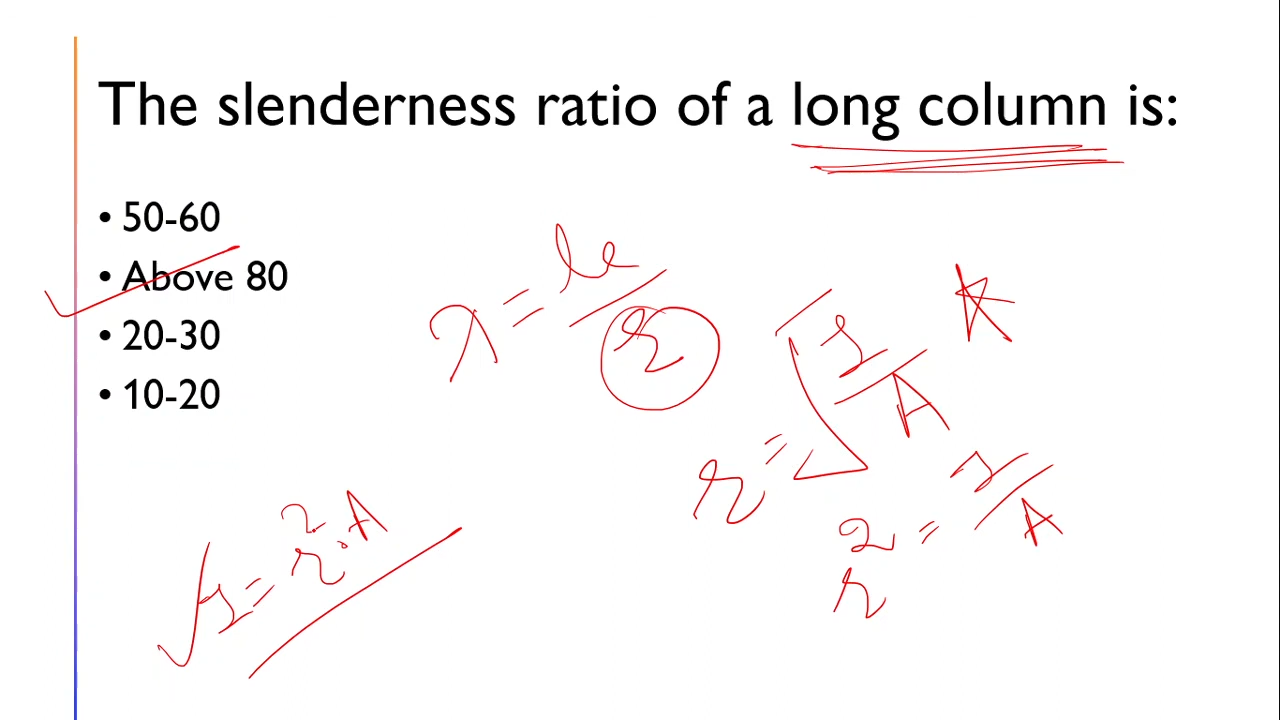 The slenderness ratio of a long column is:
• 50-60
• Above 80
• 20-30
• 10-20
λ = le / r
r = √ I / A
r² = I / A
I = r² . A